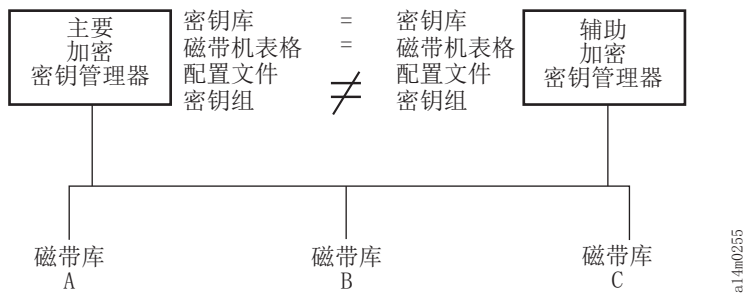 主要
加密
密钥管理器
密钥库 = 密钥库
磁带机表格 = 磁带机表格
配置文件 ≠ 配置文件
密钥组 密钥组
辅助
加密
密钥管理器
磁带库
A
磁带库
B
磁带库
C
a14m0255